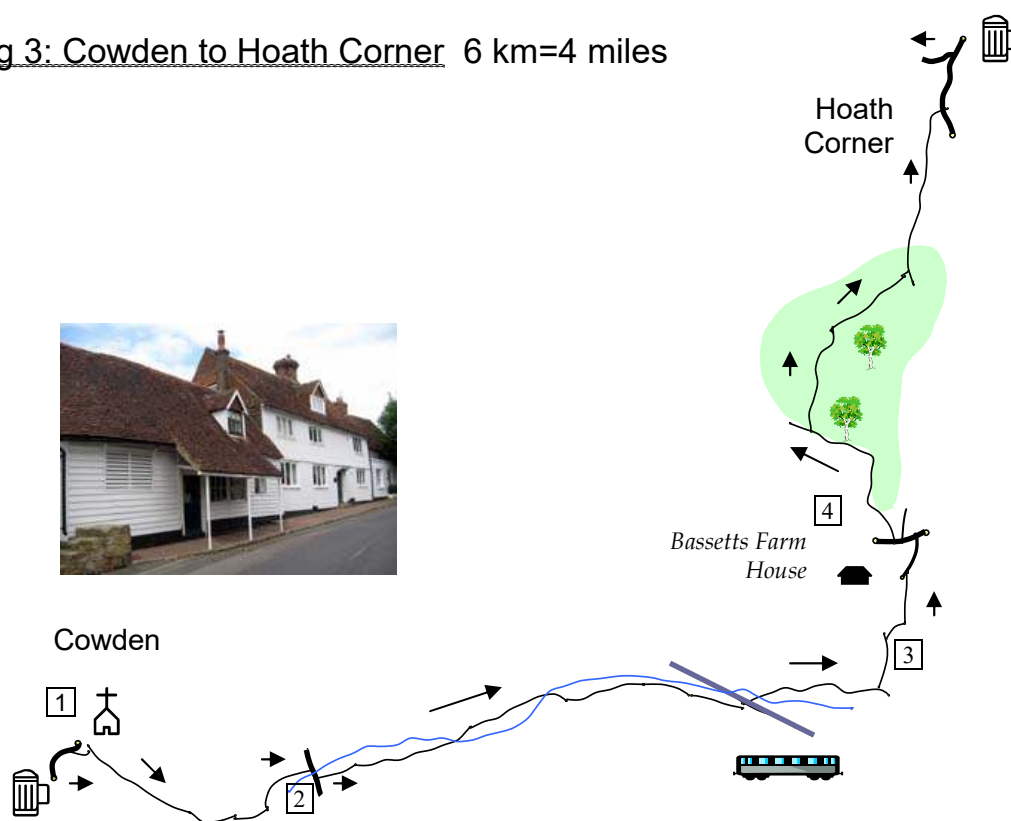 g 3: Cowden to Hoath Corner 6 km=4 miles
Hoath
Corner
4
Bassetts Farm
House
Cowden
3
1
2